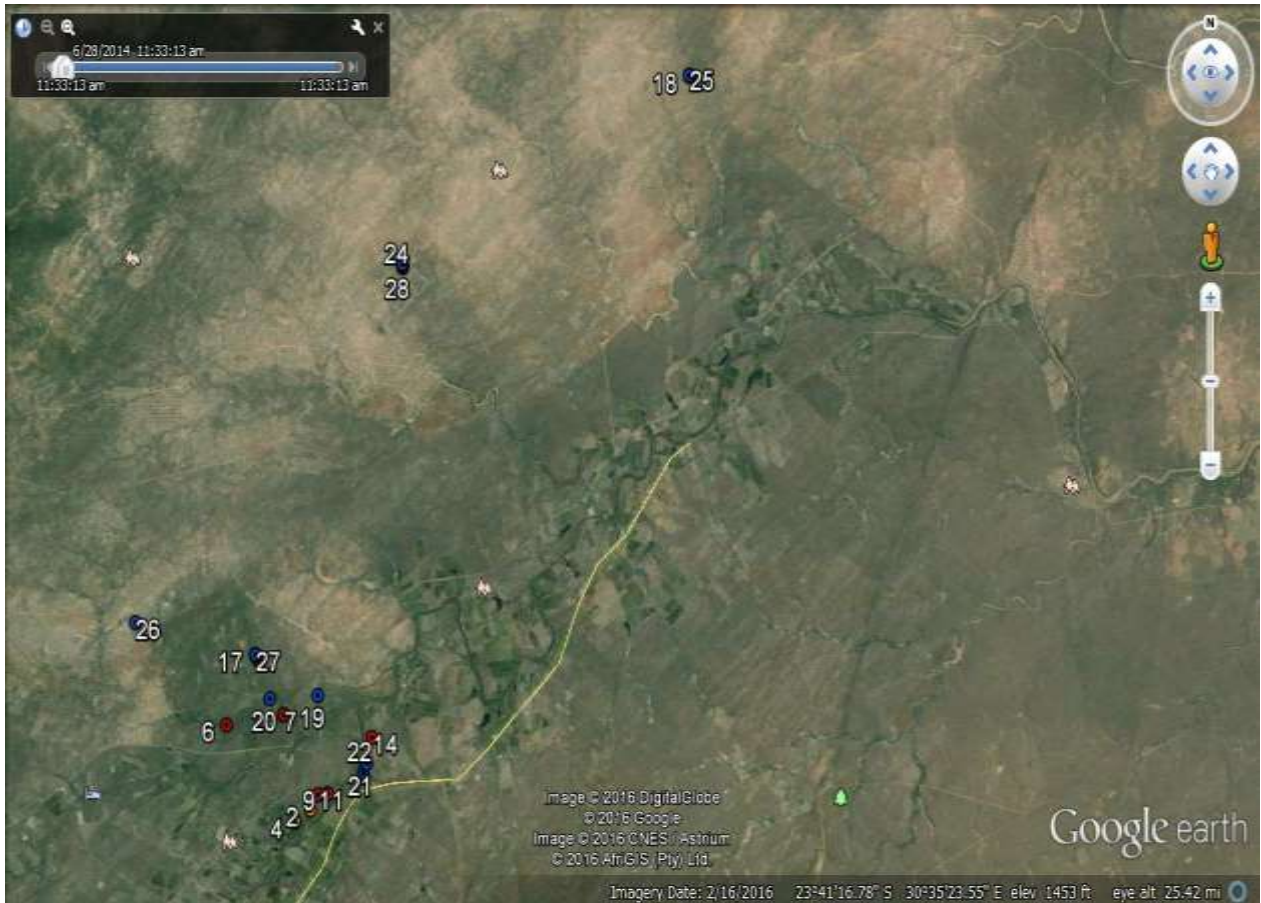 6/28/2014 11:33:13 am
11:33:13 am 11:33:13 am
N
18 25
24
28
26
17 27
20 7 19
6
22 14
21
9 11
2
4
Image © 2016 DigitalGlobe
© 2016 Google
Image © 2016 CNES / Astrium
© 2016 AfriGIS (Pty) Ltd.
Google earth
Imagery Date: 2/16/2016 23°41'16.78" S 30°35'23.55" E elev 1453 ft eye alt 25.42 mi